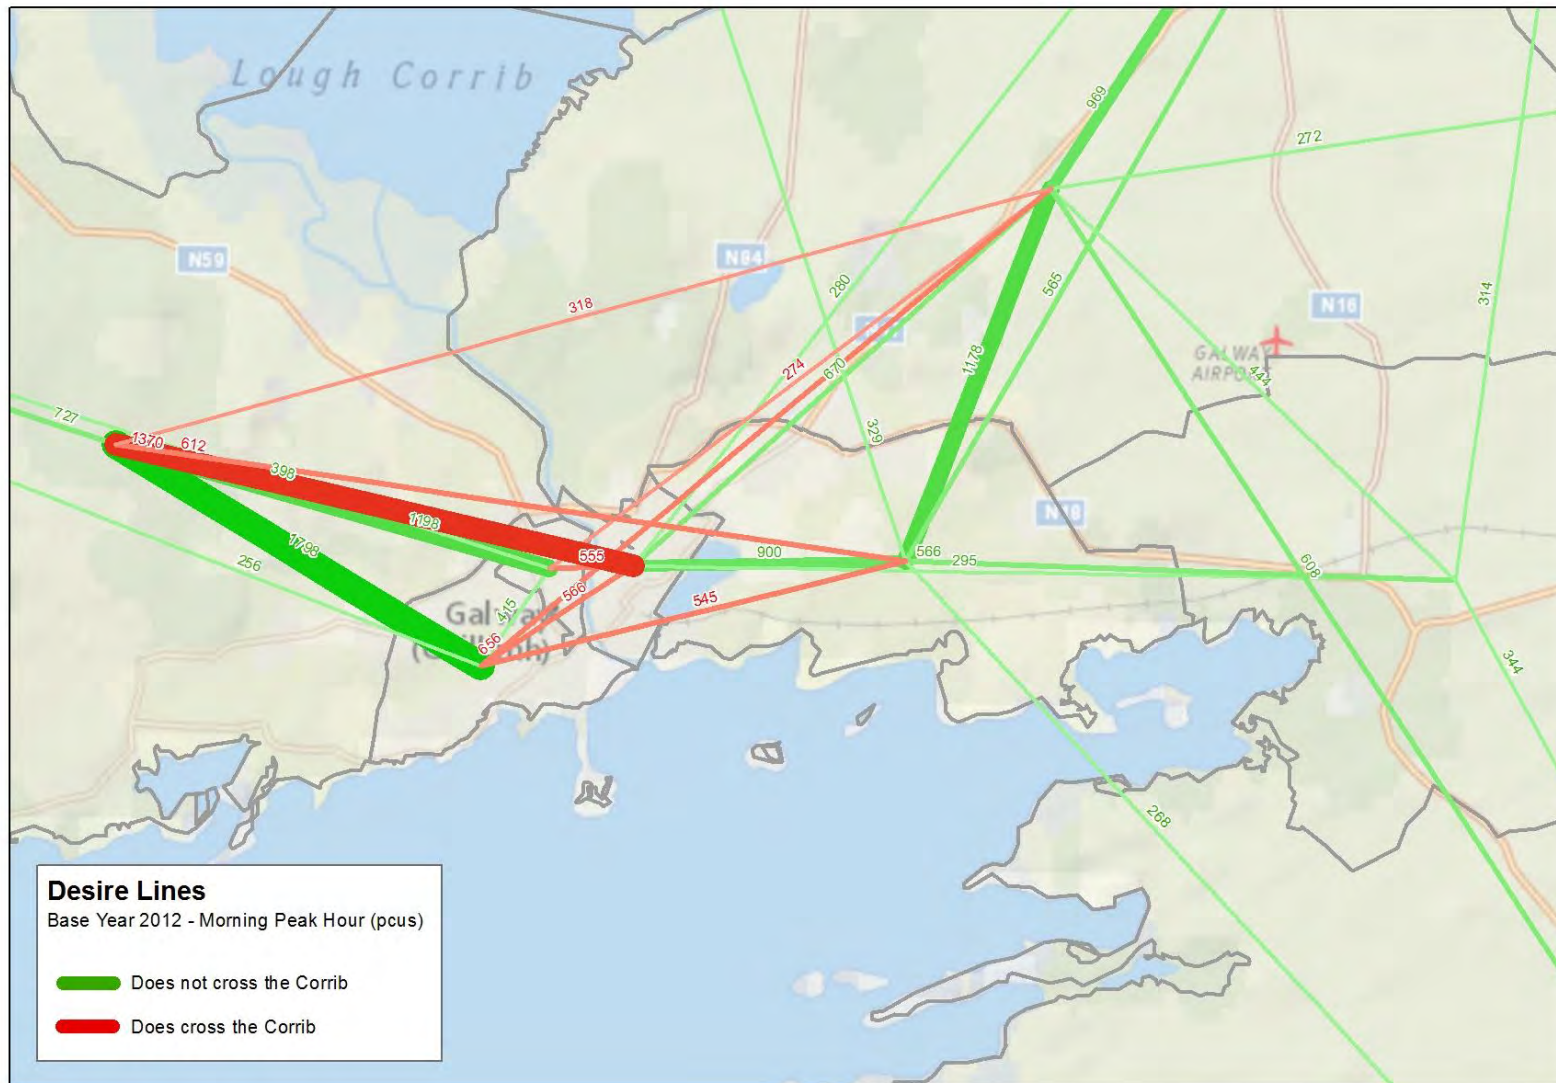 Lough Corrib
969
272
N59
N84
314
280
565
318
N16
GALWAY
AIRPORT
1178
274
670
444
727
1370
612
329
398
1198
N18
1798
555
900
566
295
256
566
608
415
545
Galway
656
344
268
Desire Lines
Base Year 2012 - Morning Peak Hour (pcus)
Does not cross the Corrib
Does cross the Corrib